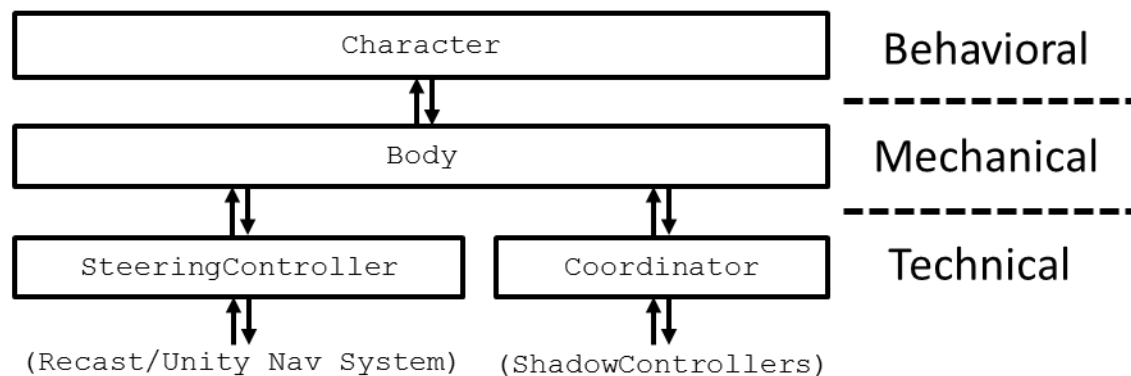 Character
Behavioral
Body
Mechanical
SteeringController
Coordinator
Technical
(Recast/Unity Nav System)
(ShadowControllers)